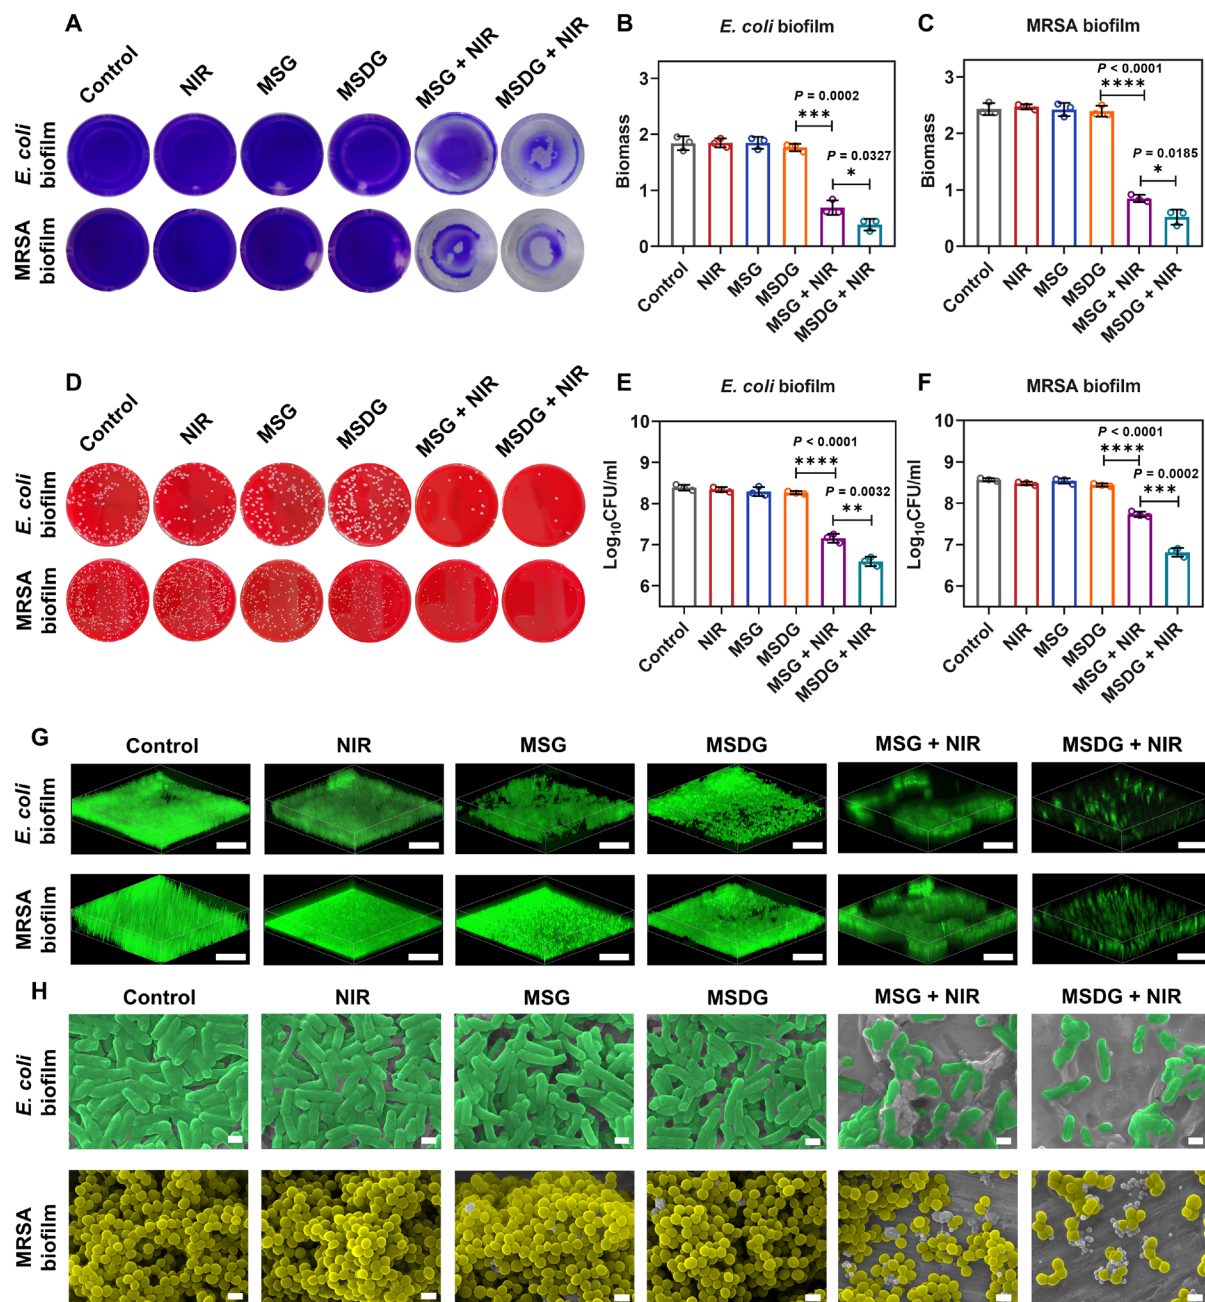 A
Control
NIR
MSG
MSDG
MSG + NIR
MSDG + NIR
E. coli
biofilm
MRSA
biofilm
B
E. coli biofilm
Biomass
3
2
1
0
P = 0.0002
***
P = 0.0327
*
Control
NIR
MSG
MSDG
MSG + NIR
MSDG + NIR
C
MRSA biofilm
Biomass
3
2
1
0
P < 0.0001
****
P = 0.0185
*
Control
NIR
MSG
MSDG
MSG + NIR
MSDG + NIR
D
Control
NIR
MSG
MSDG
MSG + NIR
MSDG + NIR
E. coli
biofilm
MRSA
biofilm
E
E. coli biofilm
Log₁₀CFU/ml
10
9
8
7
6
P < 0.0001
****
P = 0.0032
**
Control
NIR
MSG
MSDG
MSG + NIR
MSDG + NIR
F
MRSA biofilm
Log₁₀CFU/ml
10
9
8
7
6
P < 0.0001
****
P = 0.0002
***
Control
NIR
MSG
MSDG
MSG + NIR
MSDG + NIR
G
Control
NIR
MSG
MSDG
MSG + NIR
MSDG + NIR
E. coli
biofilm
MRSA
biofilm
H
Control
NIR
MSG
MSDG
MSG + NIR
MSDG + NIR
E. coli
biofilm
MRSA
biofilm